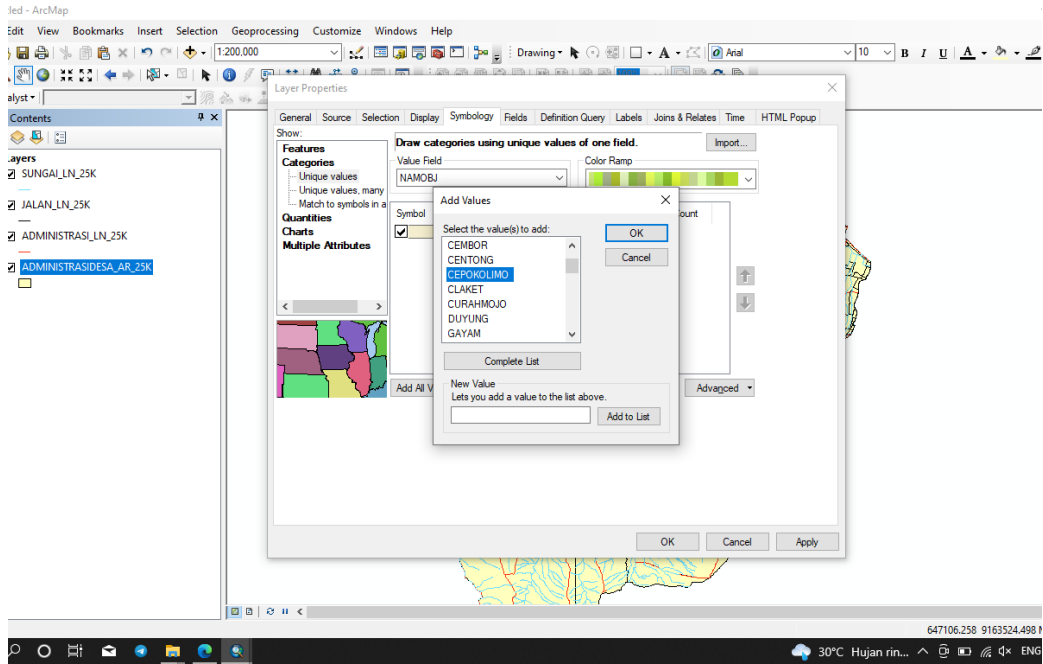 tled - ArcMap
Edit View Bookmarks Insert Selection Geoprocessing Customize Windows Help
1:200,000 Drawing Arial 10 B I U A
alyst
Contents
Layers
SUNGAI_LN_25K
JALAN_LN_25K
ADMINISTRASI_LN_25K
ADMINISTRASIDESA_AR_25K
Layer Properties
General Source Selection Display Symbology Fields Definition Query Labels Joins & Relates Time HTML Popup
Show:
Features
Categories
Unique values
Unique values, many
Match to symbols in a
Quantities
Charts
Multiple Attributes
Draw categories using unique values of one field.
Import...
Value Field
NAMOBJ
Color Ramp
Symbol
ount
Add All V
Advanced
Add Values
Select the value(s) to add:
CEMBOR
CENTONG
CEPOKOLIMO
CLAKET
CURAHMOJO
DUYUNG
GAYAM
OK
Cancel
Complete List
New Value
Lets you add a value to the list above.
Add to List
OK Cancel Apply
647106.258 9163524.498 M
30°C Hujan rin... ENG